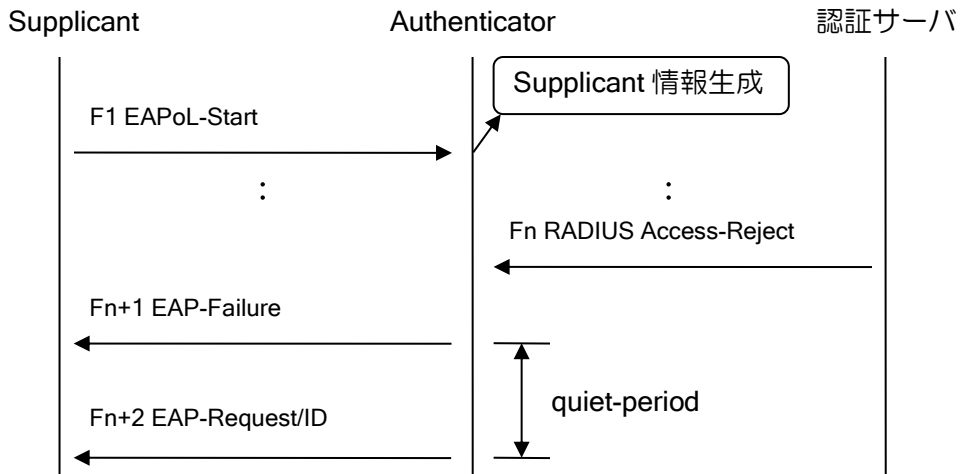 Supplicant
Authenticator
認証サーバ
Supplicant 情報生成
F1 EAPoL-Start
:
:
Fn RADIUS Access-Reject
Fn+1 EAP-Failure
quiet-period
Fn+2 EAP-Request/ID